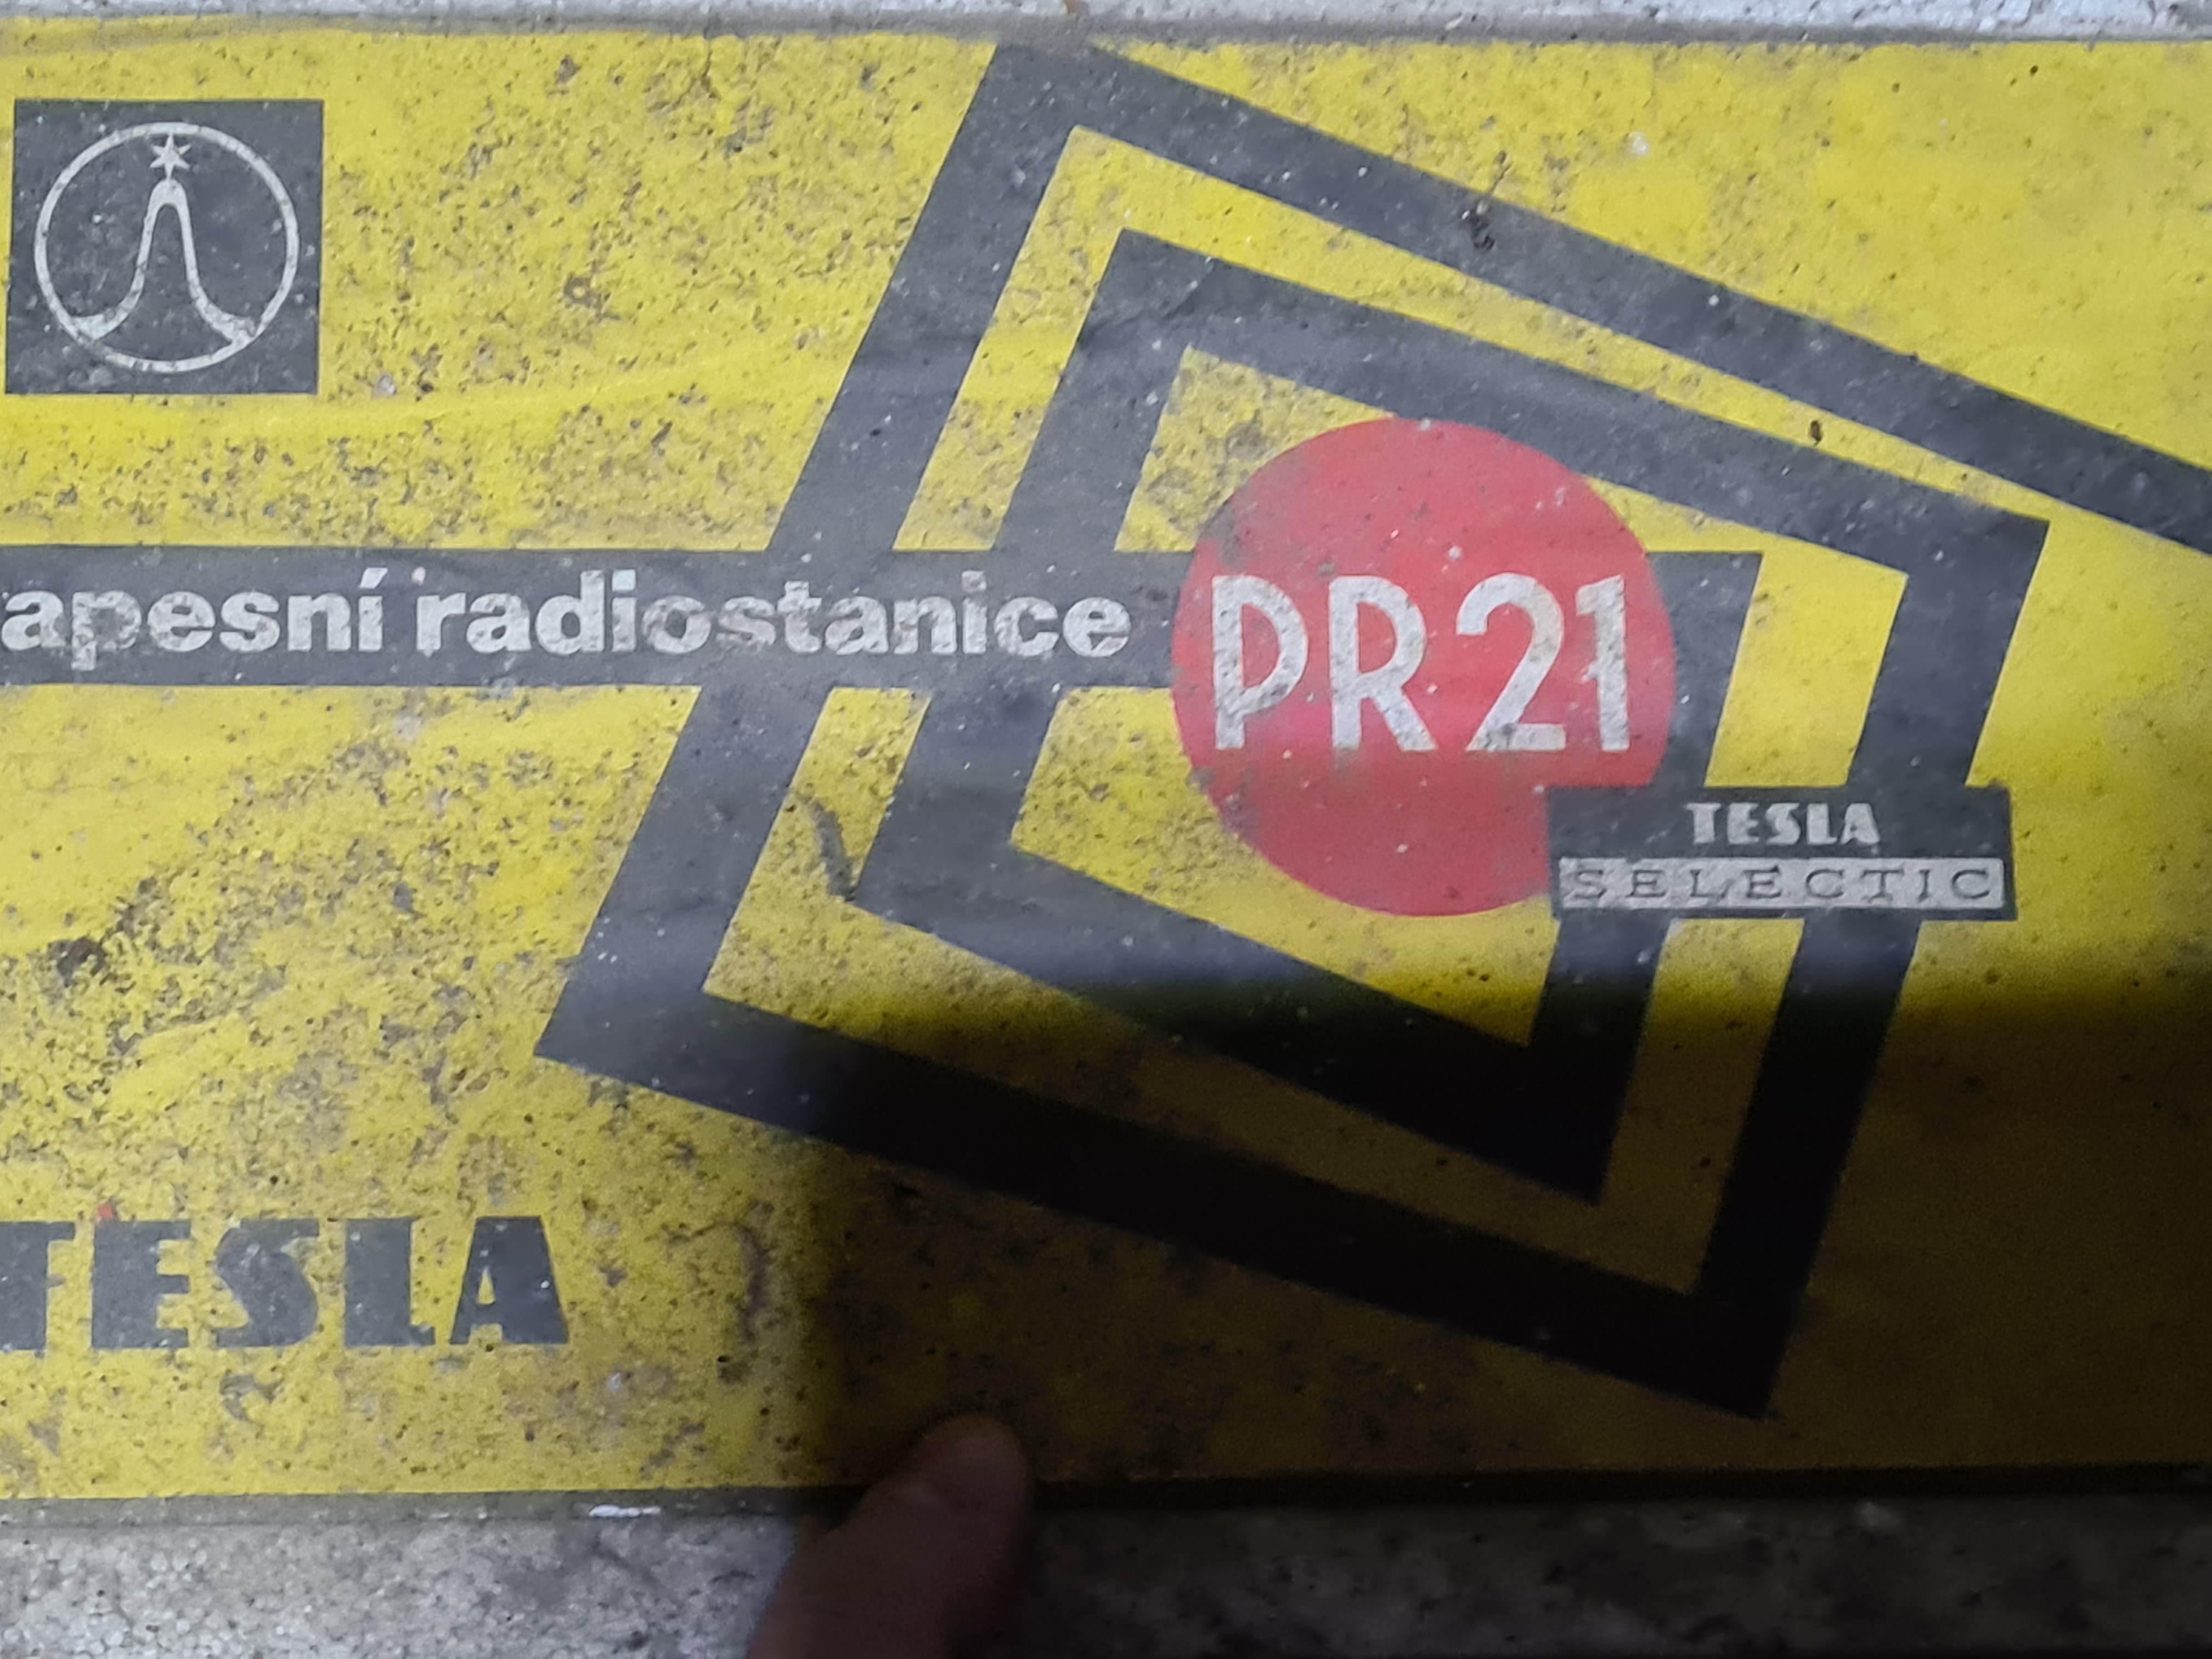 apesní radiostanice
PR21
TESLA
SELECTIC
TESLA